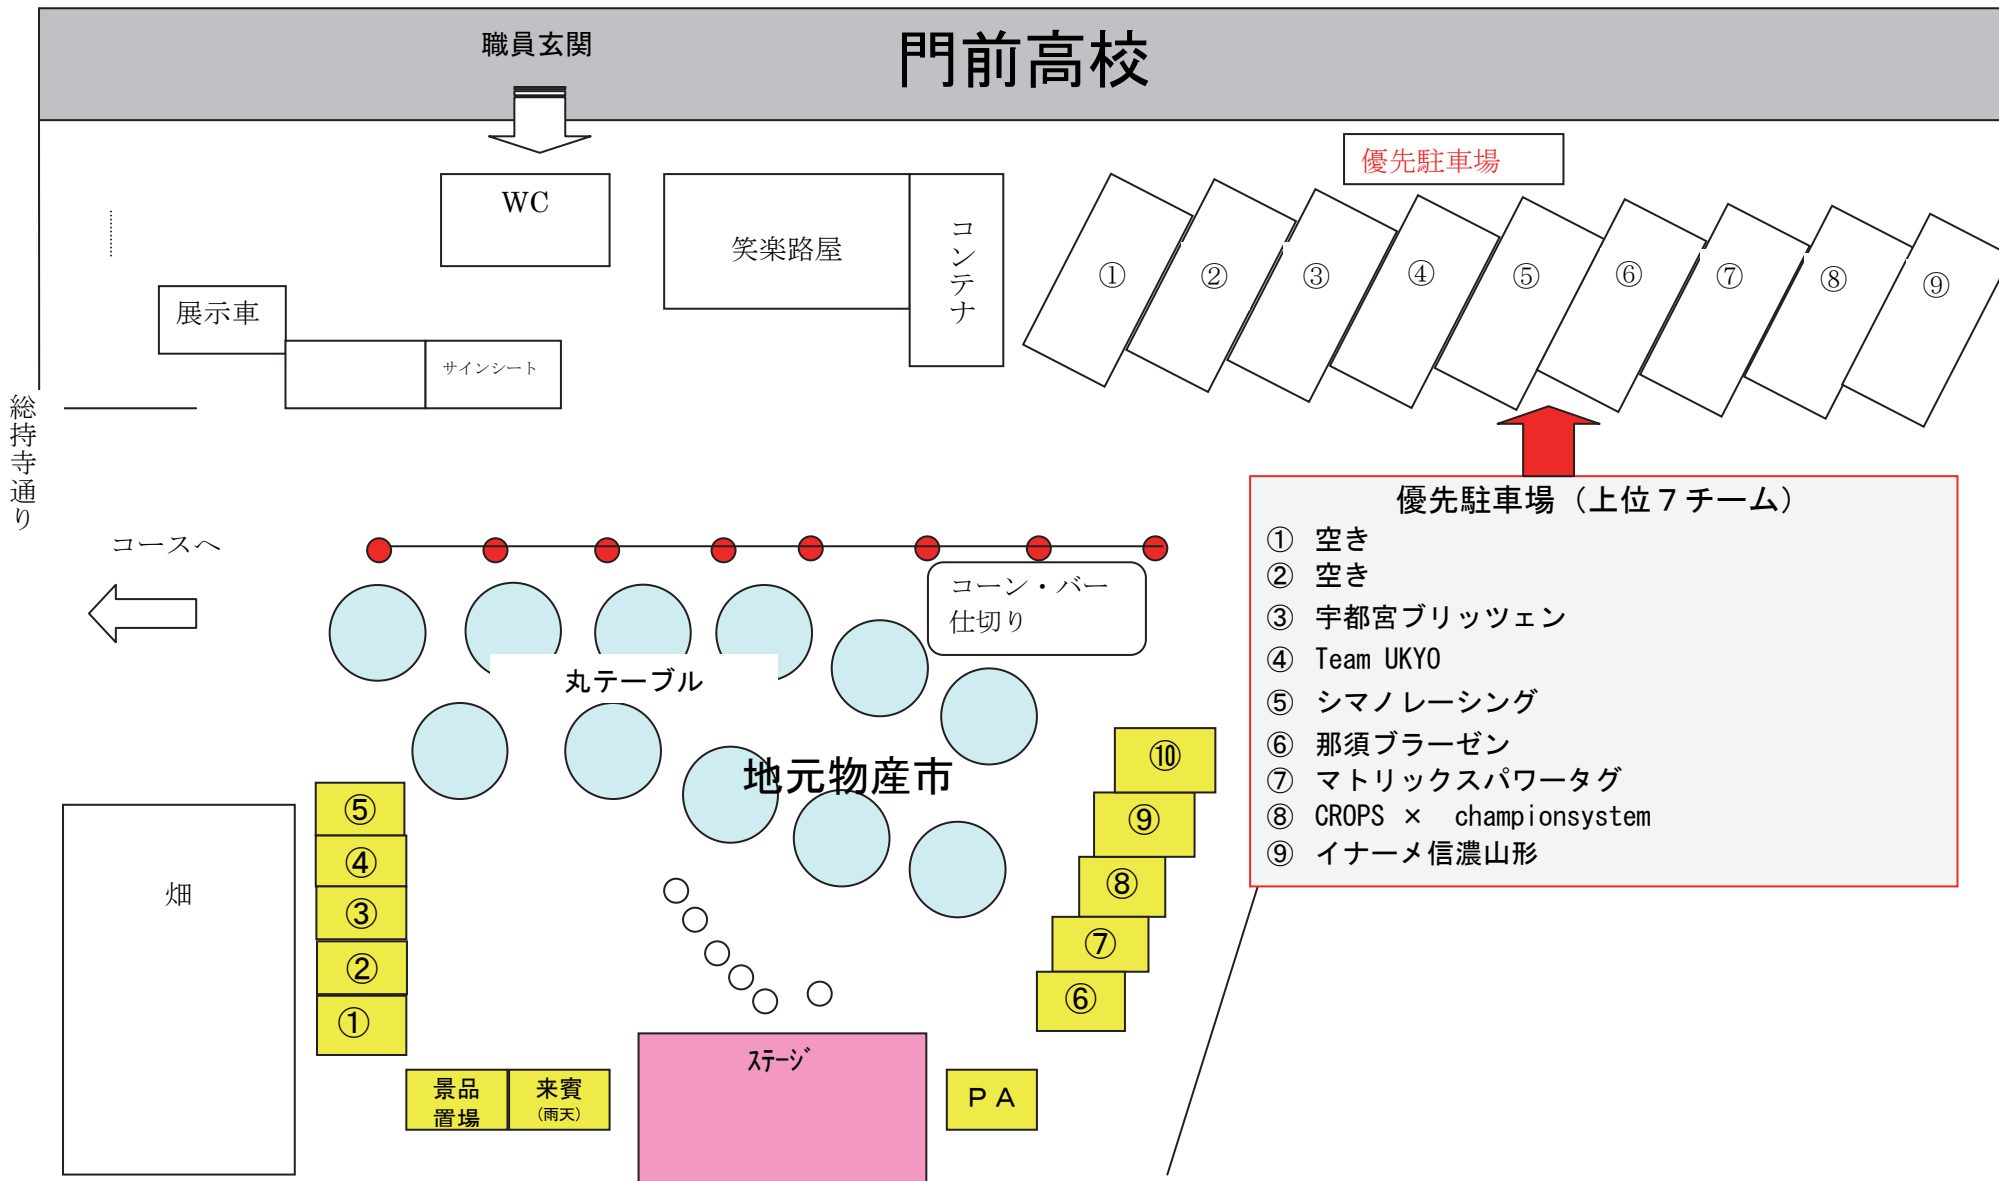 職員玄関
門前高校
優先駐車場
WC
笑楽路屋
コンテナ
①
②
③
④
⑤
⑥
⑦
⑧
⑨
展示車
サインシート
総持寺通り
コースへ
コーン・バー
仕切り
優先駐車場（上位７チーム）
① 空き
② 空き
③ 宇都宮ブリッツェン
④ Team UKYO
⑤ シマノレーシング
⑥ 那須ブラーゼン
⑦ マトリックスパワータグ
⑧ CROPS × championsystem
⑨ イナーメ信濃山形
丸テーブル
地元物産市
⑤
④
③
②
①
畑
⑩
⑨
⑧
⑦
⑥
景品
置場
来賓
（雨天）
ｽﾃｰｼﾞ
ＰＡ